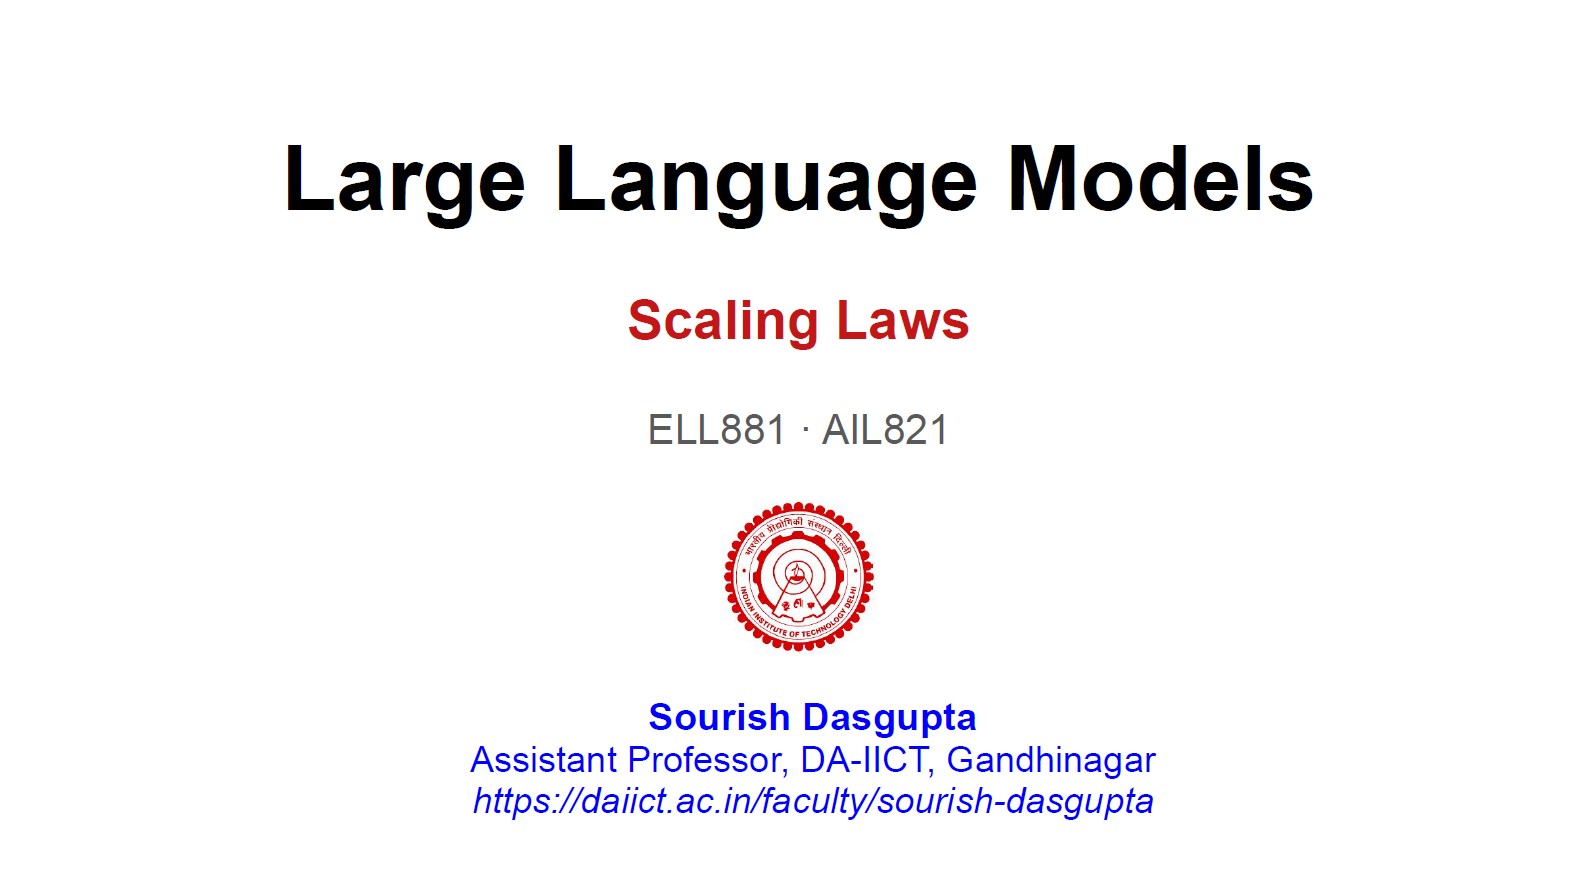 Large Language Models
Scaling Laws
ELL881 · AIL821
भारतीय प्रौद्योगिकी संस्थान दिल्ली
INDIAN INSTITUTE OF TECHNOLOGY DELHI
Sourish Dasgupta
Assistant Professor, DA-IICT, Gandhinagar
https://daiict.ac.in/faculty/sourish-dasgupta